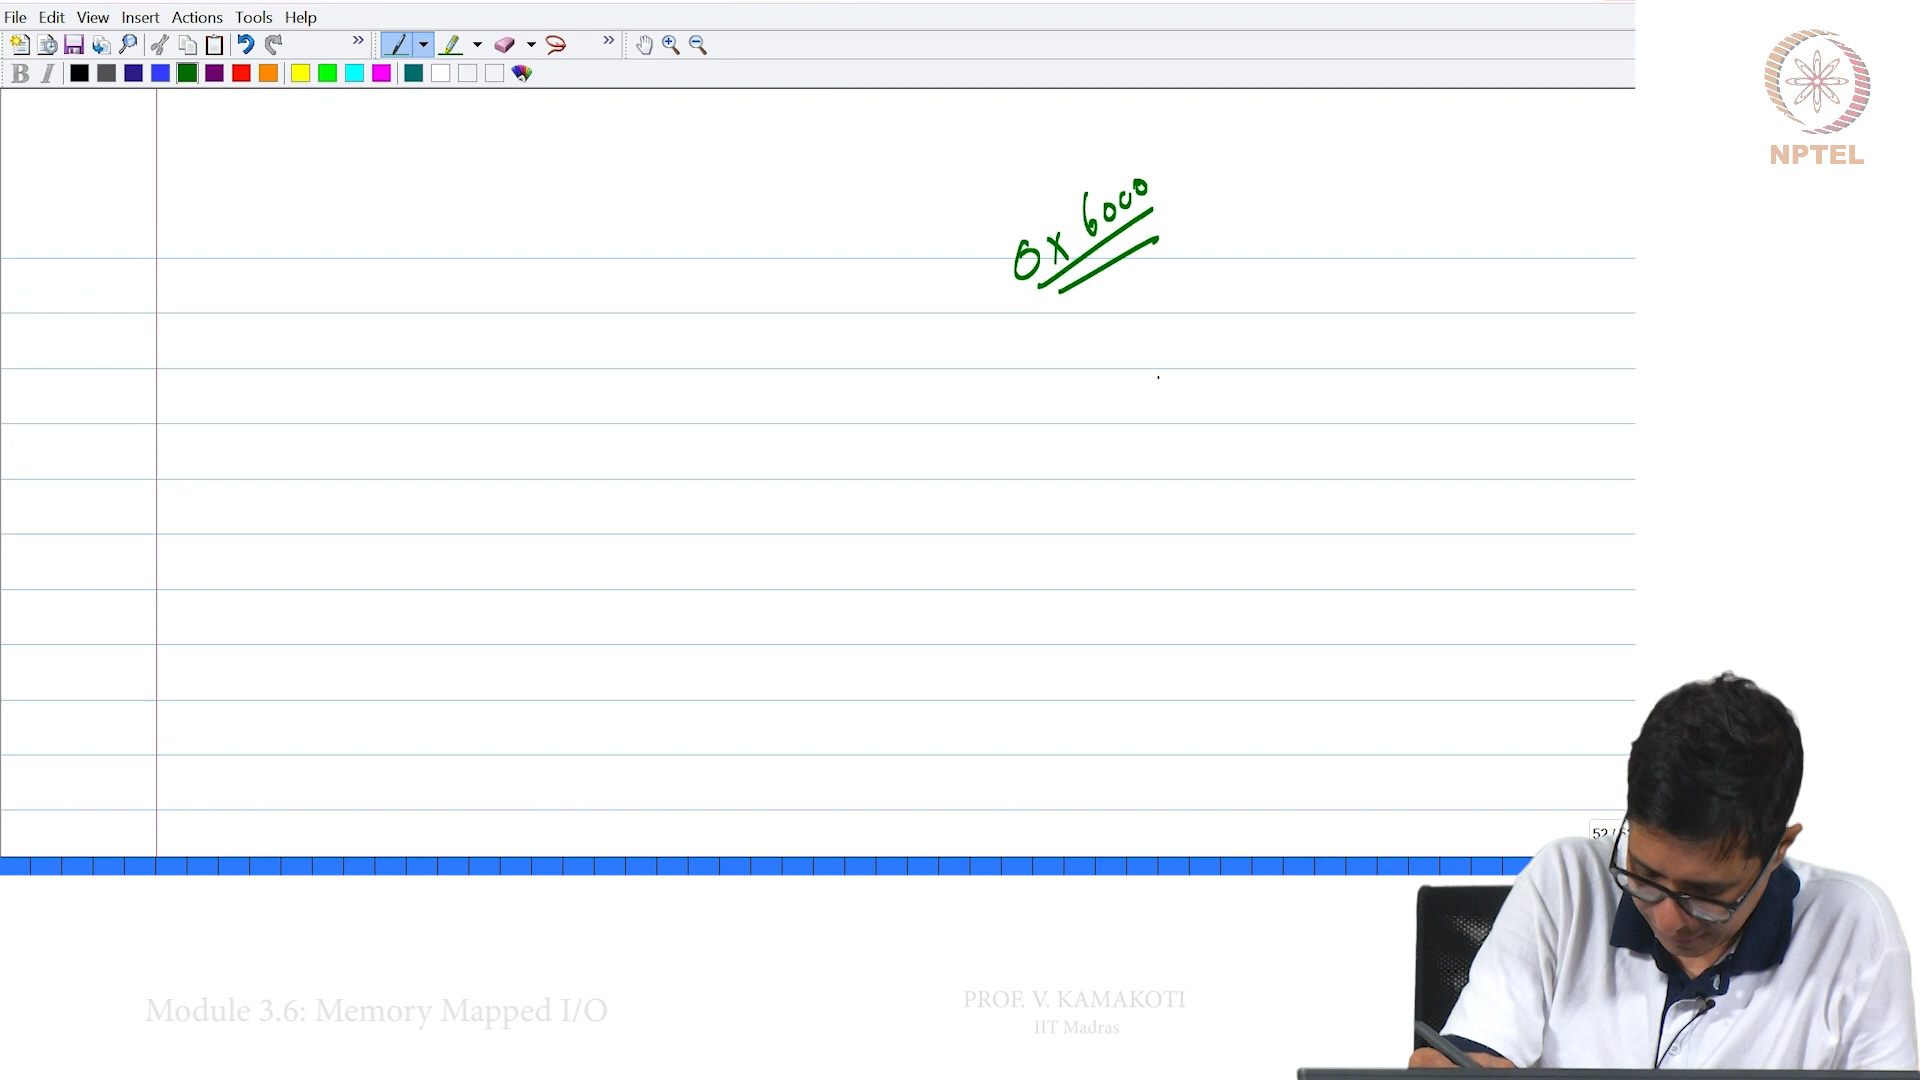 File Edit View Insert Actions Tools Help
B I
NPTEL
0x6000
Module 3.6: Memory Mapped I/O
PROF. V. KAMAKOTI
IIT Madras